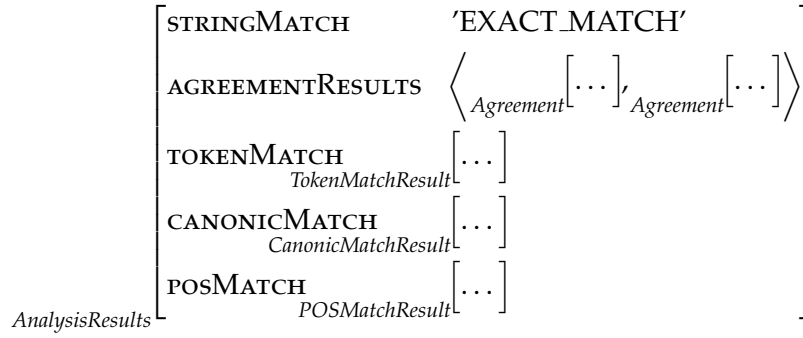 STRINGMATCH 'EXACT_MATCH'
AGREEMENTRESULTS ⟨Agreement[...], Agreement[...]⟩
TOKENMATCH TokenMatchResult[...]
CANONICMATCH CanonicMatchResult[...]
POSMATCH POSMatchResult[...]
AnalysisResults